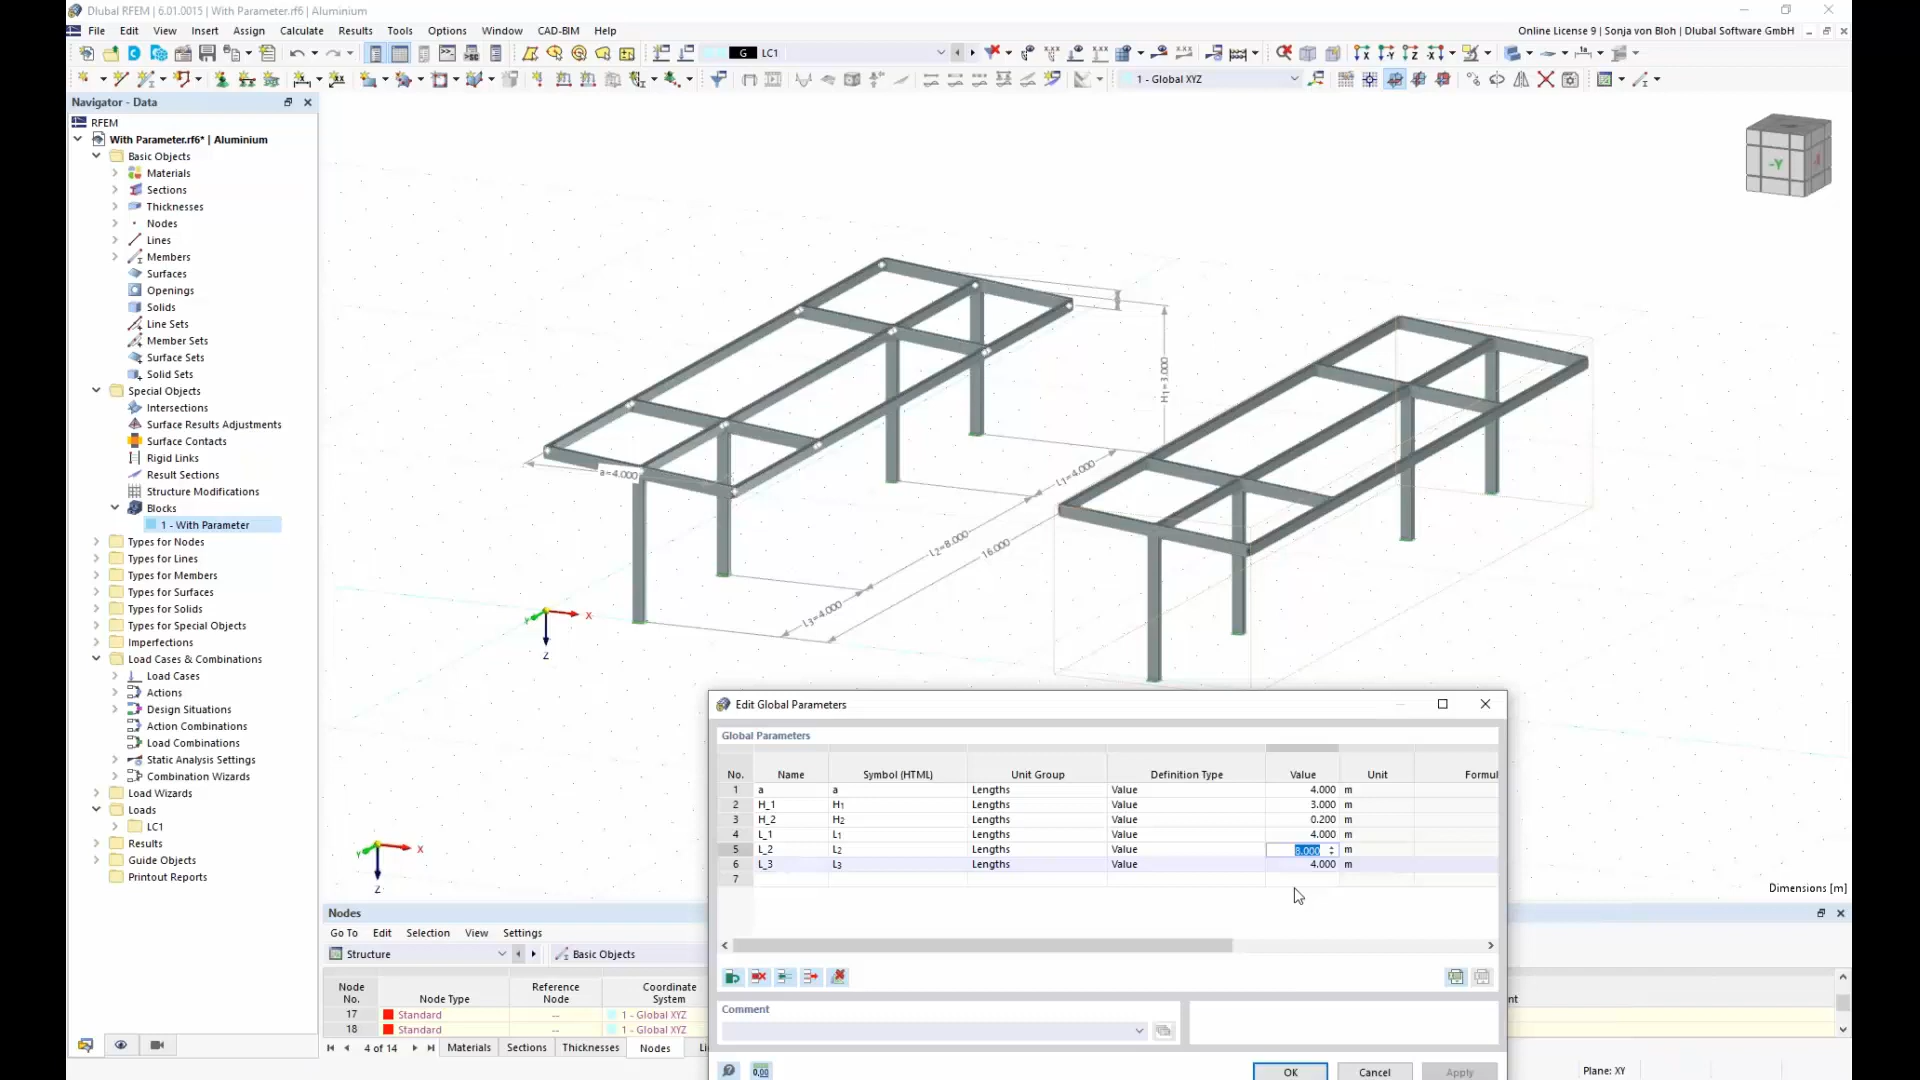 Dlubal RFEM | 6.01.0015 | With Parameter.rf6* | Aluminium
File Edit View Insert Assign Calculate Results Tools Options Window CAD-BIM Help
Online License 9 | Sonja von Bloh | Dlubal Software GmbH
G LC1
1 - Global XYZ
Navigator - Data
RFEM
With Parameter.rf6* | Aluminium
Basic Objects
Materials
Sections
Thicknesses
Nodes
Lines
Members
Surfaces
Openings
Solids
Line Sets
Member Sets
Surface Sets
Solid Sets
Special Objects
Intersections
Surface Results Adjustments
Surface Contacts
Rigid Links
Result Sections
Structure Modifications
Blocks
1 - With Parameter
Types for Nodes
Types for Lines
Types for Members
Types for Surfaces
Types for Solids
Types for Special Objects
Imperfections
Load Cases & Combinations
Load Cases
Actions
Design Situations
Action Combinations
Load Combinations
Static Analysis Settings
Combination Wizards
Load Wizards
Loads
LC1
Results
Guide Objects
Printout Reports
-Y
H1=3.000
a=4.000
L1=4.000
L2=8.000
16.000
L3=4.000
X
Y
Z
X
Y
Z
Dimensions [m]
Edit Global Parameters
Global Parameters
No. Name Symbol (HTML) Unit Group Definition Type Value Unit Formul
1 a a Lengths Value 4.000 m
2 H_1 H1 Lengths Value 3.000 m
3 H_2 H2 Lengths Value 0.200 m
4 L_1 L1 Lengths Value 4.000 m
5 L_2 L2 Lengths Value 8.000 m
6 L_3 L3 Lengths Value 4.000 m
7
Comment
OK Cancel Apply
Nodes
Go To Edit Selection View Settings
Structure
Basic Objects
Node No. Node Type Reference Node Coordinate System
nt
17 Standard -- 1 - Global XYZ
18 Standard -- 1 - Global XYZ
4 of 14 Materials Sections Thicknesses Nodes Li
Plane: XY